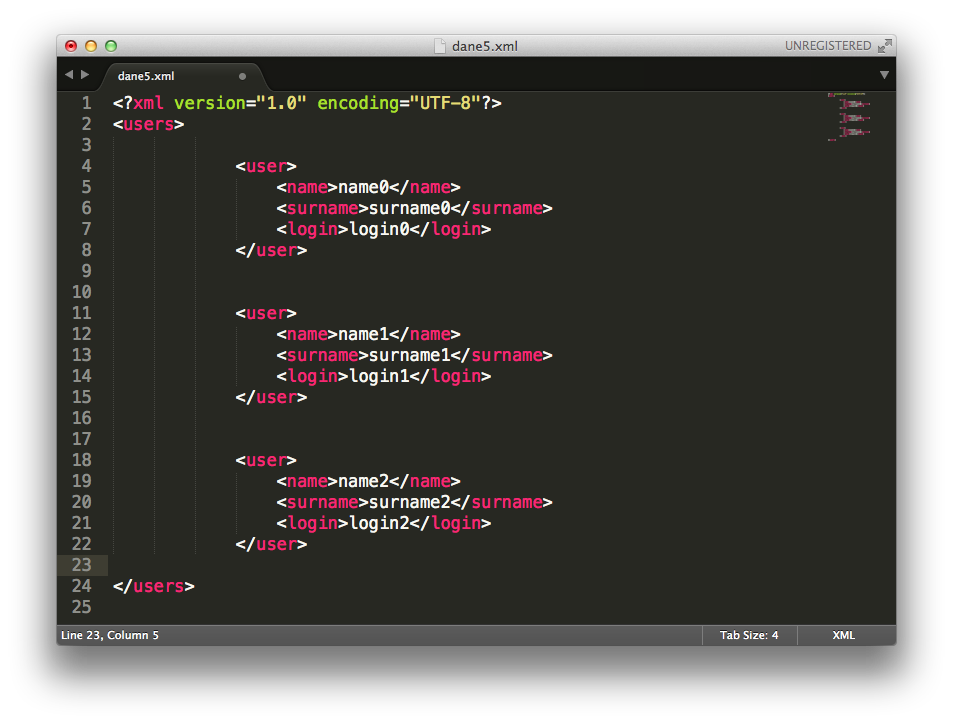 dane5.xml
UNREGISTERED
dane5.xml
1 <?xml version="1.0" encoding="UTF-8"?>
2 <users>
3
4 <user>
5 <name>name0</name>
6 <surname>surname0</surname>
7 <login>login0</login>
8 </user>
9
10
11 <user>
12 <name>name1</name>
13 <surname>surname1</surname>
14 <login>login1</login>
15 </user>
16
17
18 <user>
19 <name>name2</name>
20 <surname>surname2</surname>
21 <login>login2</login>
22 </user>
23
24 </users>
25
Line 23, Column 5
Tab Size: 4
XML